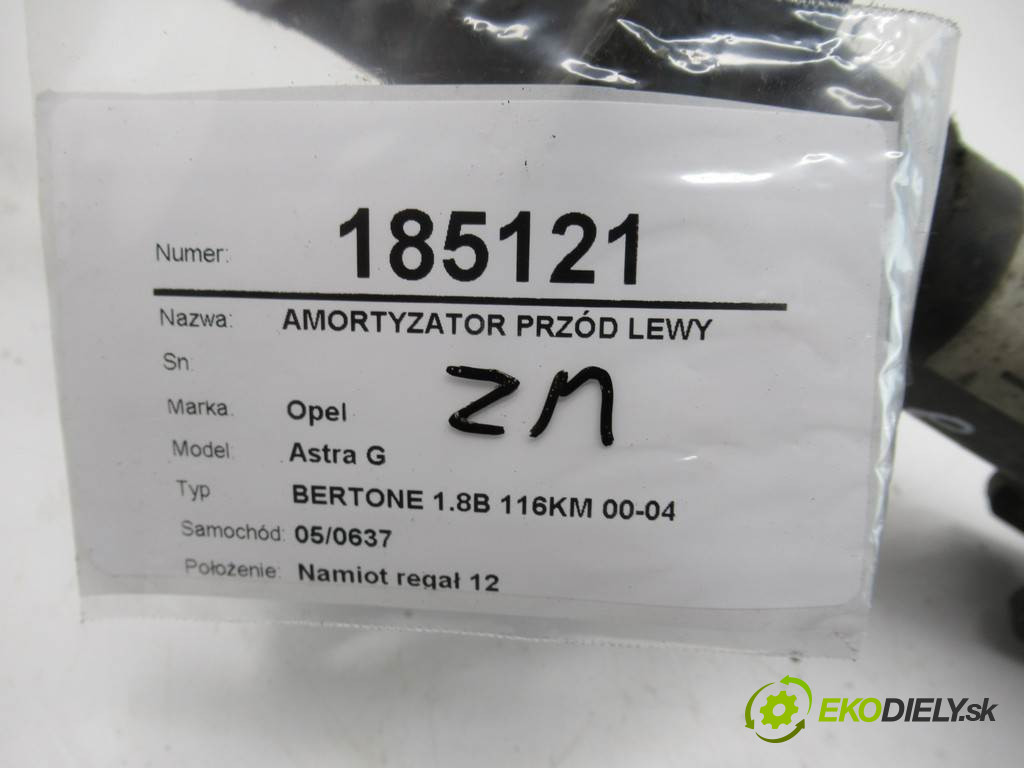 Numer: 185121
Nazwa: AMORTYZATOR PRZÓD LEWY
Sn:
ZM
Marka: Opel
Model: Astra G
Typ BERTONE 1.8B 116KM 00-04
Samochód: 05/0637
Położenie: Namiot regał 12
EKODIELY.sk